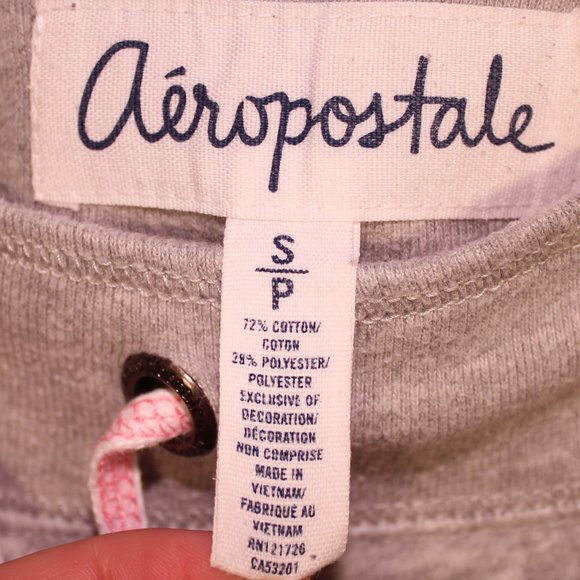 aéropostale
S
P
72% COTTON/
COTON
28% POLYESTER/
POLYESTER
EXCLUSIVE OF
DECORATION/
DÉCORATION
NON COMPRISE
MADE IN
VIETNAM/
FABRIQUÉ AU
VIETNAM
RN121726
CA53201